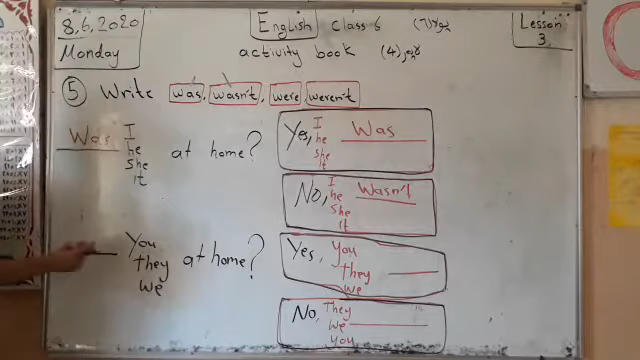 8,6,2020
Monday
English class 6
activity book (4)
Lesson
3
5 Write was, wasn't, were, weren't
Was I he she it at home?
Yes, I he she it Was
No, I he she it Wasn't
You they we at home?
Yes, you they we
No, They we you